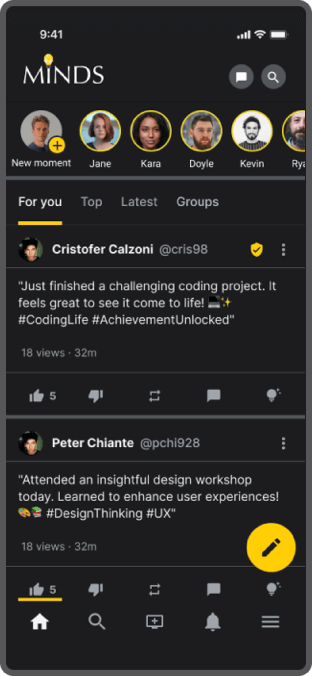 9:41
MINDS
New moment
Jane
Kara
Doyle
Kevin
Rya
For you
Top
Latest
Groups
Cristofer Calzoni @cris98
"Just finished a challenging coding project. It
feels great to see it come to life! 💻✨
#CodingLife #AchievementUnlocked"
18 views · 32m
5
Peter Chiante @pchi928
"Attended an insightful design workshop
today. Learned to enhance user experiences!
🎨📚 #DesignThinking #UX"
18 views · 32m
5